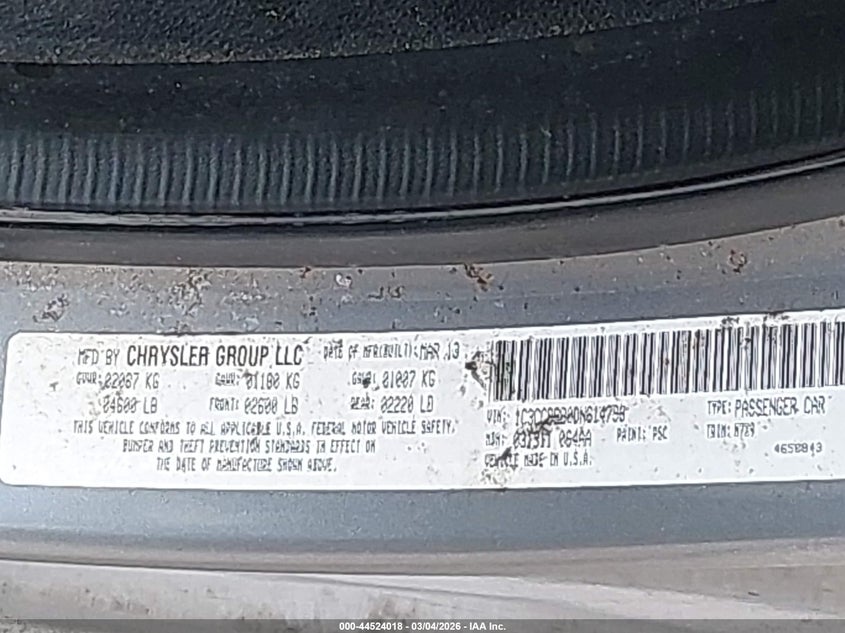 MFD BY CHRYSLER GROUP LLC
DATE OF MFR(BUILT): MAR 13
GVWR: 02087 KG
GAWR 01180 KG
GAWR 01007 KG
04600 LB
FRONT: 02600 LB
REAR: 02220 LB
THIS VEHICLE CONFORMS TO ALL APPLICABLE U.S.A. FEDERAL MOTOR VEHICLE SAFETY,
BUMPER AND THEFT PREVENTION STANDARDS IN EFFECT ON
THE DATE OF MANUFACTURE SHOWN ABOVE.
VIN:
TYPE: PASSENGER CAR
MDH: PAINT: PSC
TRIM:
VEHICLE MADE IN U.S.A.
000-44524018 - 03/04/2026 - IAA Inc.